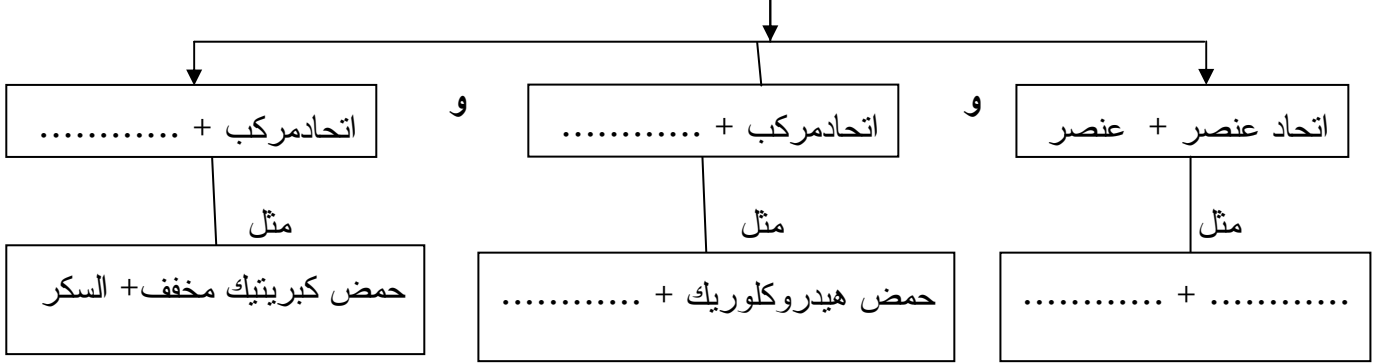 اتحاد عنصر + عنصر
و
اتحادمركب + ............
و
اتحادمركب + ............
مثل
مثل
مثل
............ + ............
حمض هيدروكلوريك + ............
حمض كبريتيك مخفف+ السكر